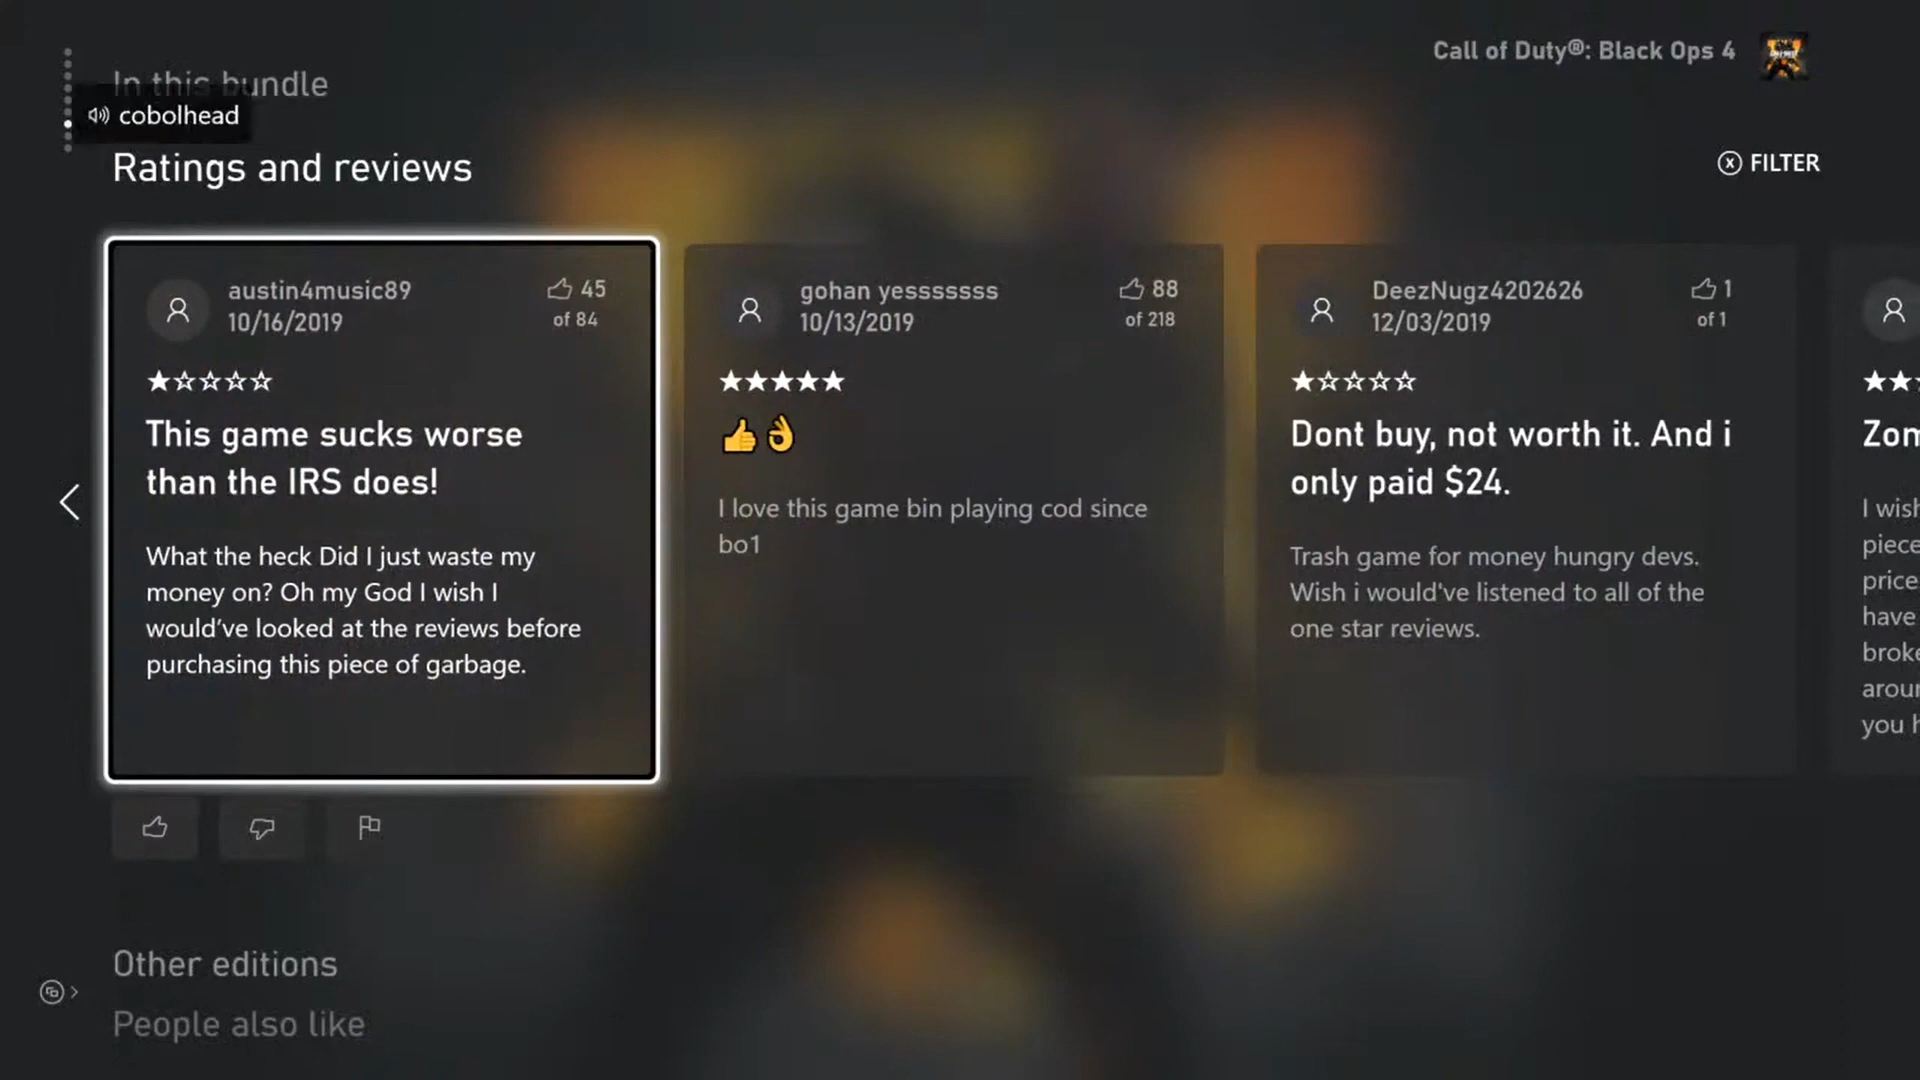 Call of Duty®: Black Ops 4
In this bundle
cobolhead
Ratings and reviews
FILTER
austin4music89
10/16/2019
45
of 84
This game sucks worse
than the IRS does!
What the heck Did I just waste my
money on? Oh my God I wish I
would’ve looked at the reviews before
purchasing this piece of garbage.
gohan yesssssss
10/13/2019
88
of 218
👍👌
I love this game bin playing cod since
bo1
DeezNugz4202626
12/03/2019
1
of 1
Dont buy, not worth it. And i
only paid $24.
Trash game for money hungry devs.
Wish i would've listened to all of the
one star reviews.
I
piece
price
have
you
Other editions
People also like